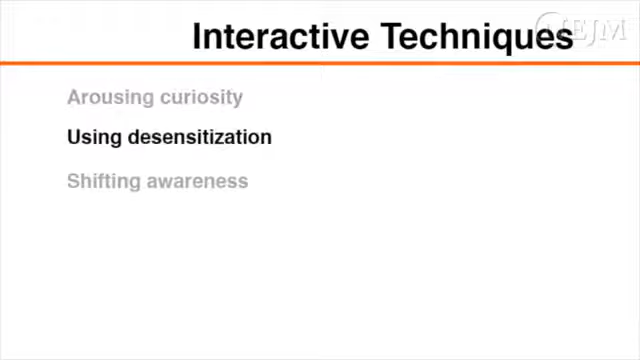 Interactive Techniques
NEJM
Arousing curiosity
Using desensitization
Shifting awareness